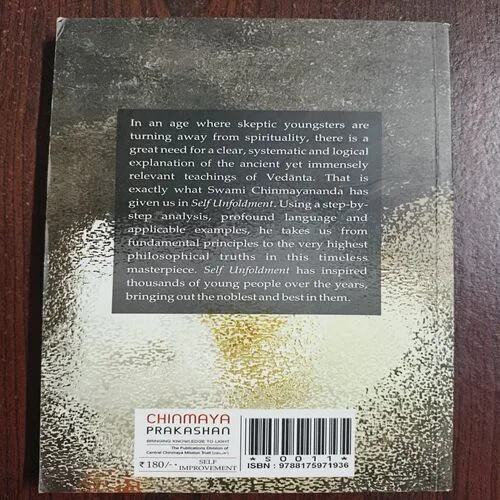 In an age where skeptic youngsters are
turning away from spirituality, there is a
great need for a clear, systematic and logical
explanation of the ancient yet immensely
relevant teachings of Vedānta. That is
exactly what Swami Chinmayananda has
given us in Self Unfoldment. Using a step-by-
step analysis, profound language and
applicable examples, he takes us from
fundamental principles to the very highest
philosophical truths in this timeless
masterpiece. Self Unfoldment has inspired
thousands of young people over the years,
bringing out the noblest and best in them.
CHINMAYA
PRAKASHAN
BRINGING KNOWLEDGE TO LIGHT
The Publications Division of
Central Chinmaya Mission Trust
₹ 180/-
SELF
IMPROVEMENT
*S0011*
ISBN : 9788175971936